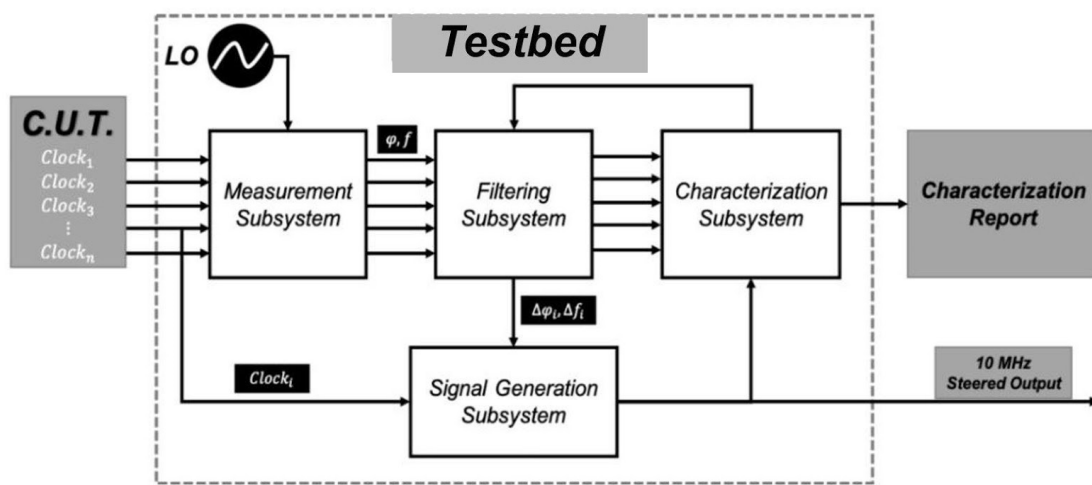 Testbed
LO
C.U.T.
Clock₁
Clock₂
Clock₃
⋮
Clockₙ
Measurement
Subsystem
φ, f
Filtering
Subsystem
Characterization
Subsystem
Characterization
Report
Δφᵢ, Δfᵢ
Clockᵢ
Signal Generation
Subsystem
10 MHz
Steered Output